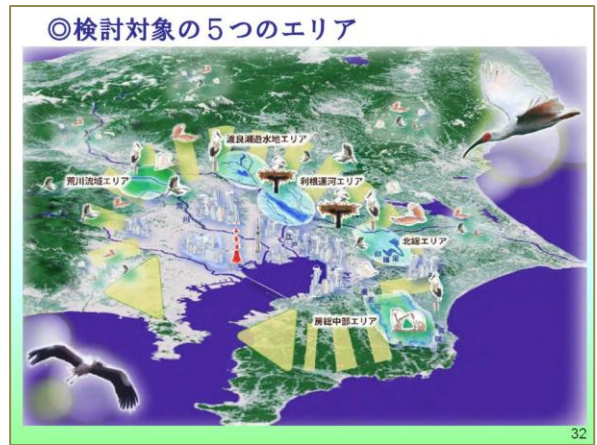 ◎検討対象の５つのエリア
渡良瀬遊水地エリア
荒川流域エリア
利根運河エリア
北総エリア
房総中部エリア
32